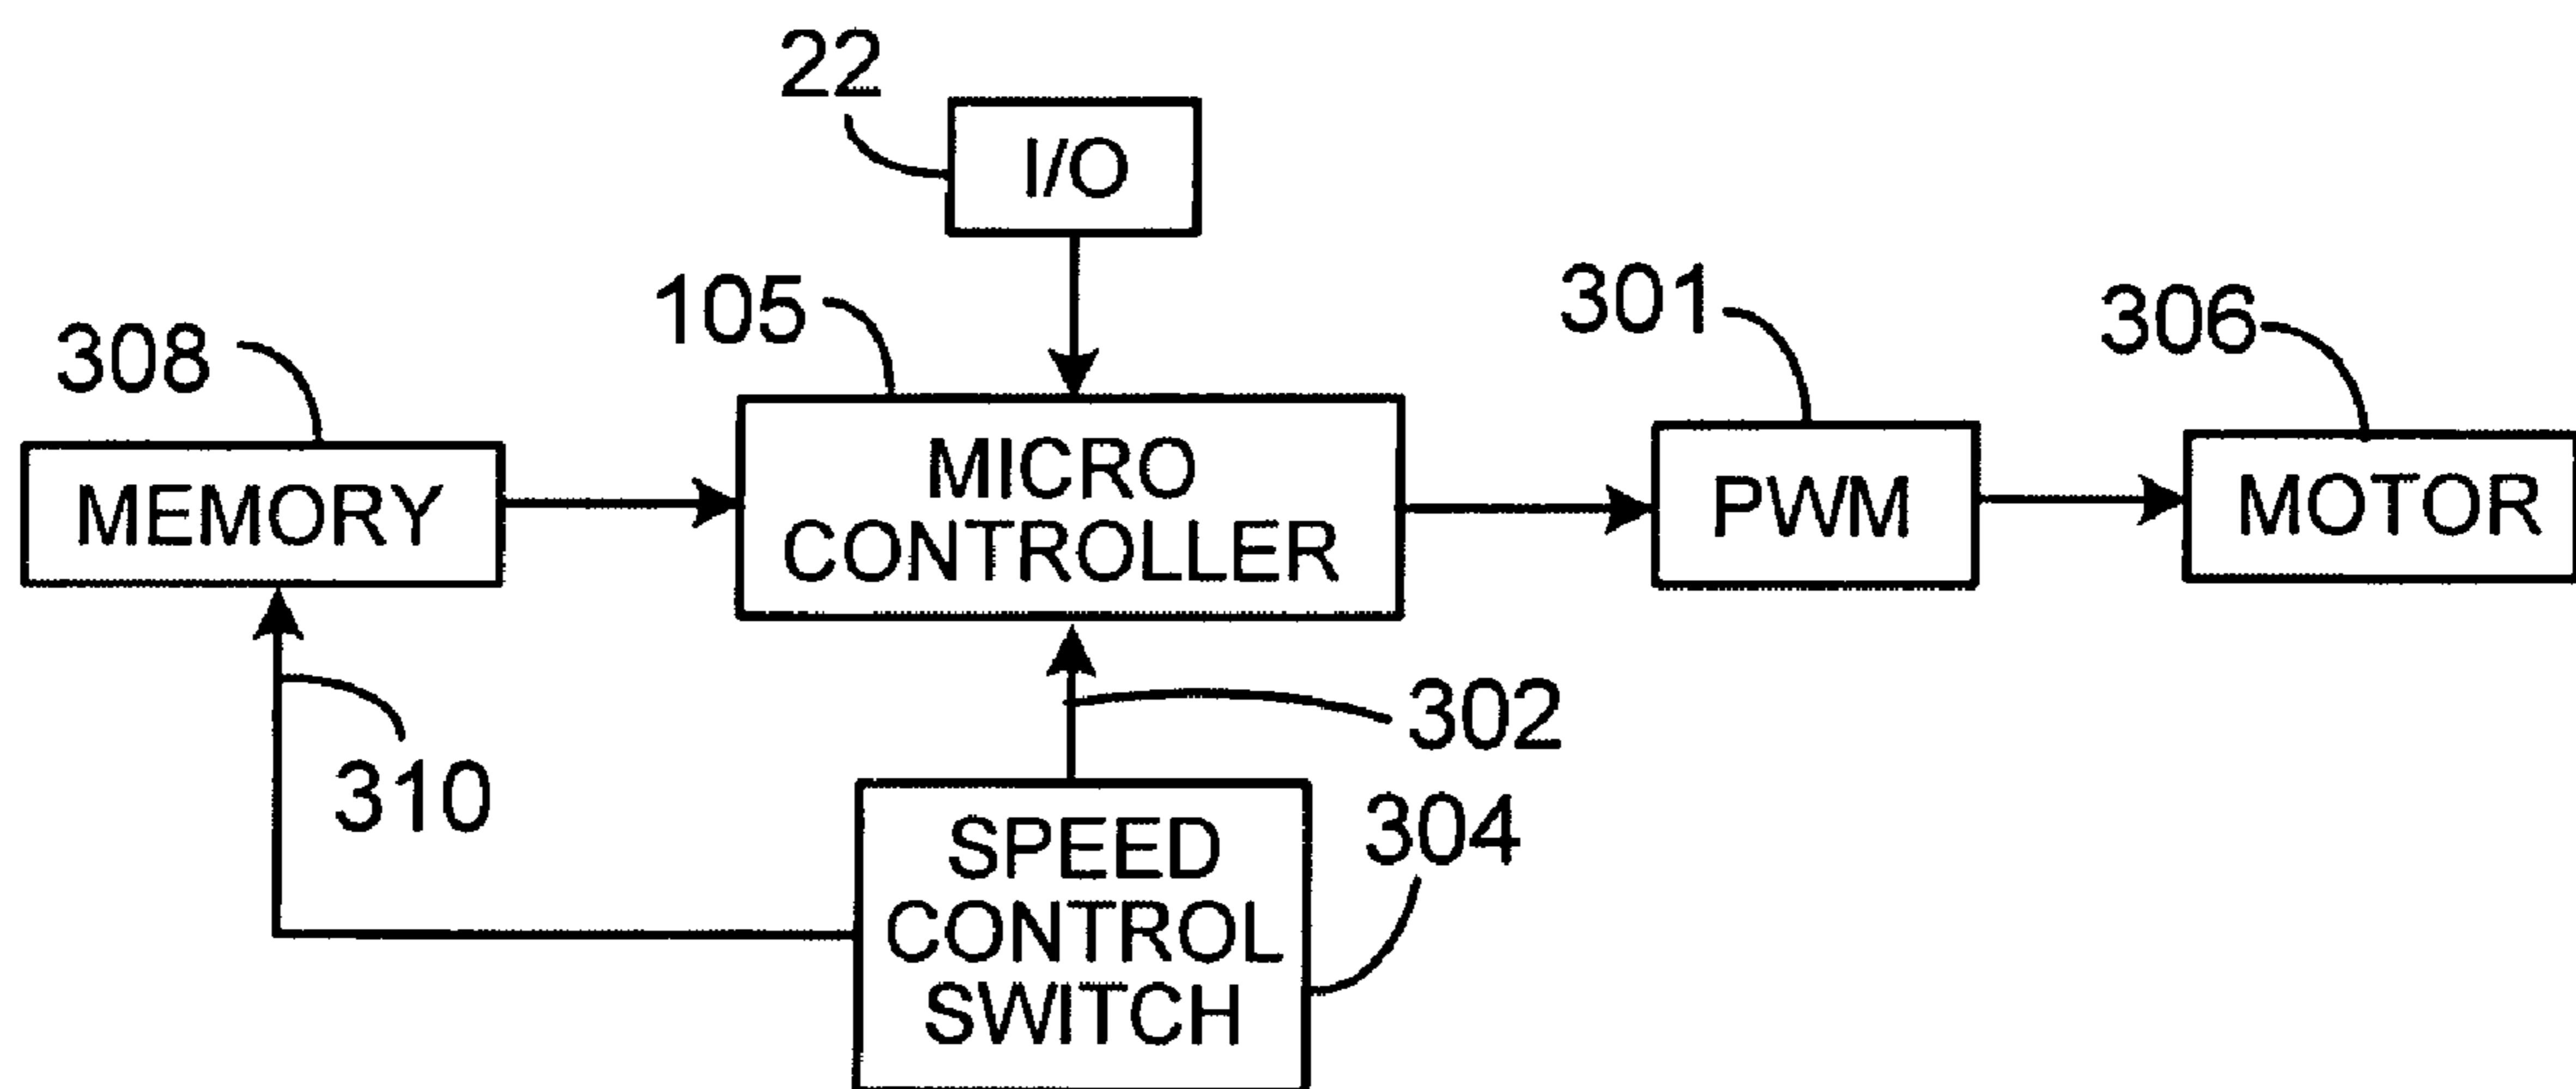 22
I/O
105
301
306
308
MICRO
CONTROLLER
MEMORY
PWM
MOTOR
302
310
304
SPEED
CONTROL
SWITCH